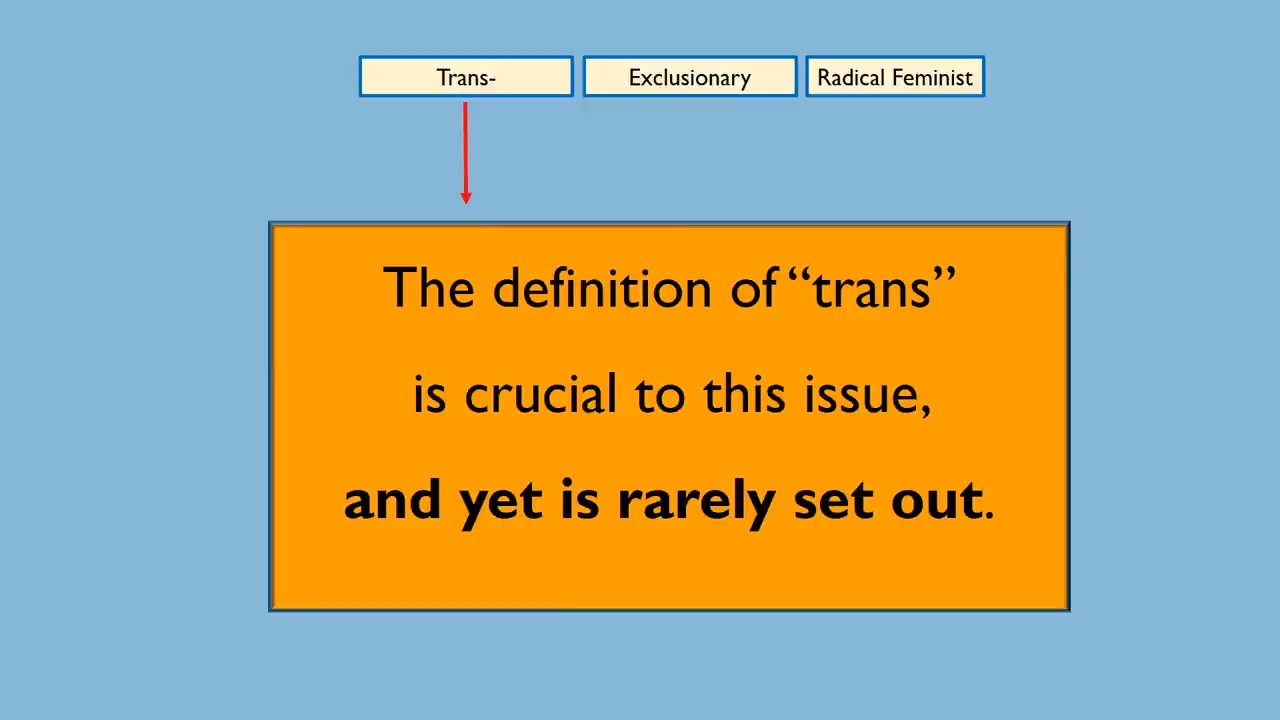 Trans- Exclusionary Radical Feminist
The definition of “trans”
is crucial to this issue,
and yet is rarely set out.